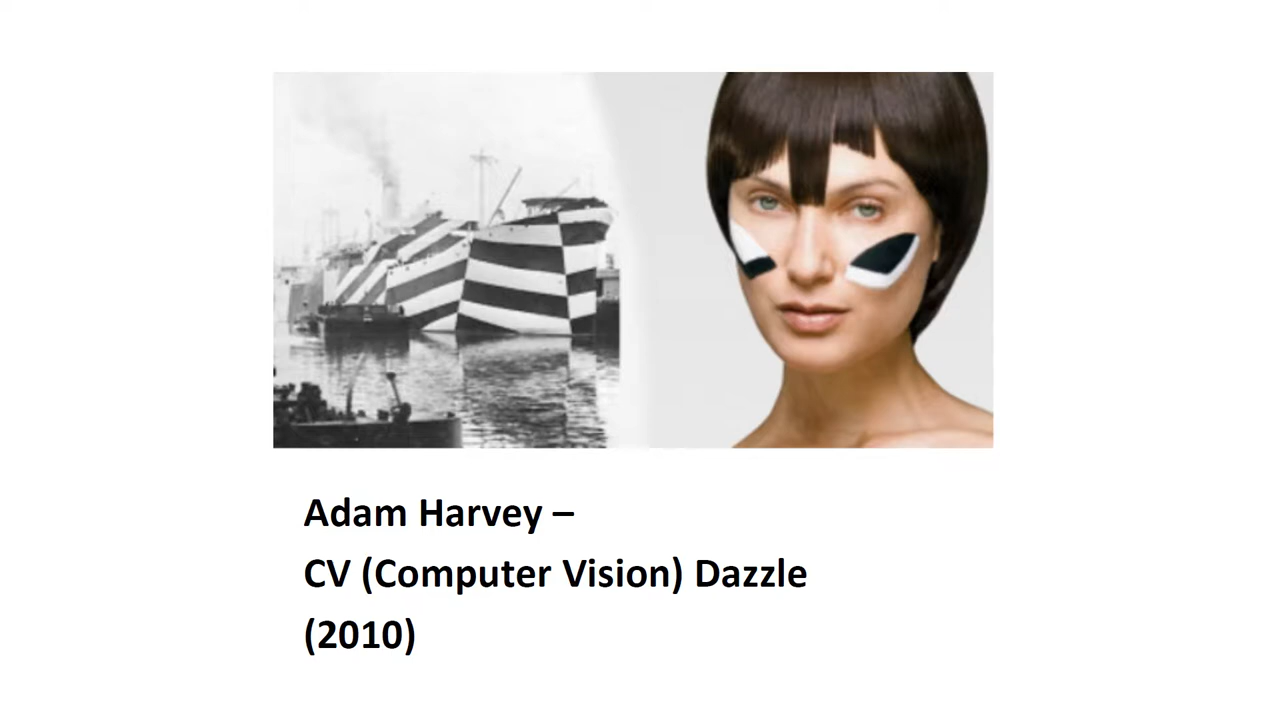 Adam Harvey –
CV (Computer Vision) Dazzle
(2010)